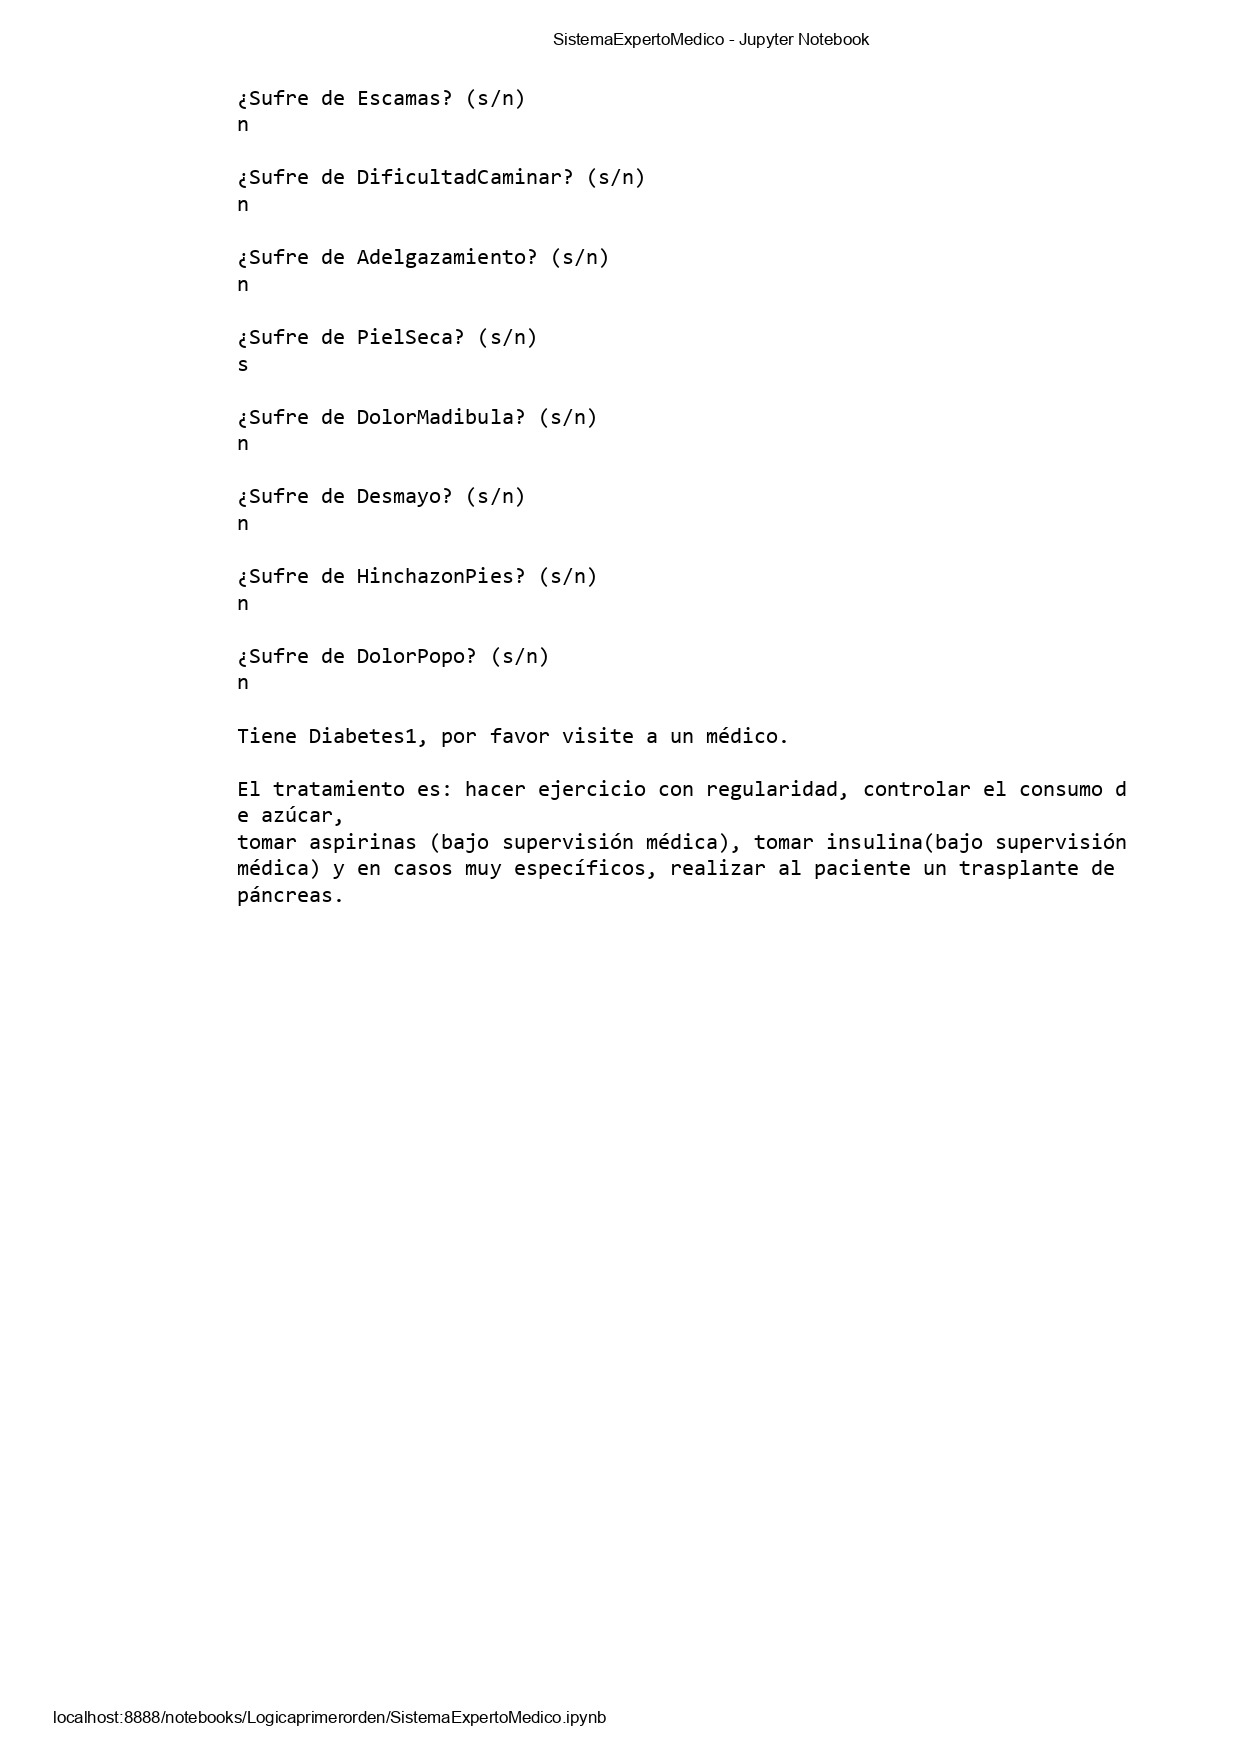 SistemaExpertoMedico - Jupyter Notebook
¿Sufre de Escamas? (s/n)
n
¿Sufre de DificultadCaminar? (s/n)
n
¿Sufre de Adelgazamiento? (s/n)
n
¿Sufre de PielSeca? (s/n)
s
¿Sufre de DolorMadibula? (s/n)
n
¿Sufre de Desmayo? (s/n)
n
¿Sufre de HinchazonPies? (s/n)
n
¿Sufre de DolorPopo? (s/n)
n
Tiene Diabetes1, por favor visite a un médico.
El tratamiento es: hacer ejercicio con regularidad, controlar el consumo d
e azúcar,
tomar aspirinas (bajo supervisión médica), tomar insulina(bajo supervisión
médica) y en casos muy específicos, realizar al paciente un trasplante de
páncreas.
localhost:8888/notebooks/Logicaprimerorden/SistemaExpertoMedico.ipynb